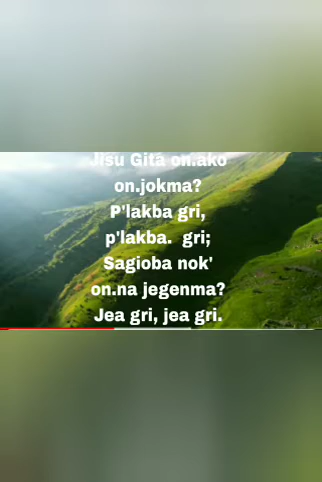 Jisu Gita on.ako
on.jokma?
P'lakba gri,
p'lakba.  gri;
Sagioba nok'
on.na jegenma?
Jea gri, jea gri.